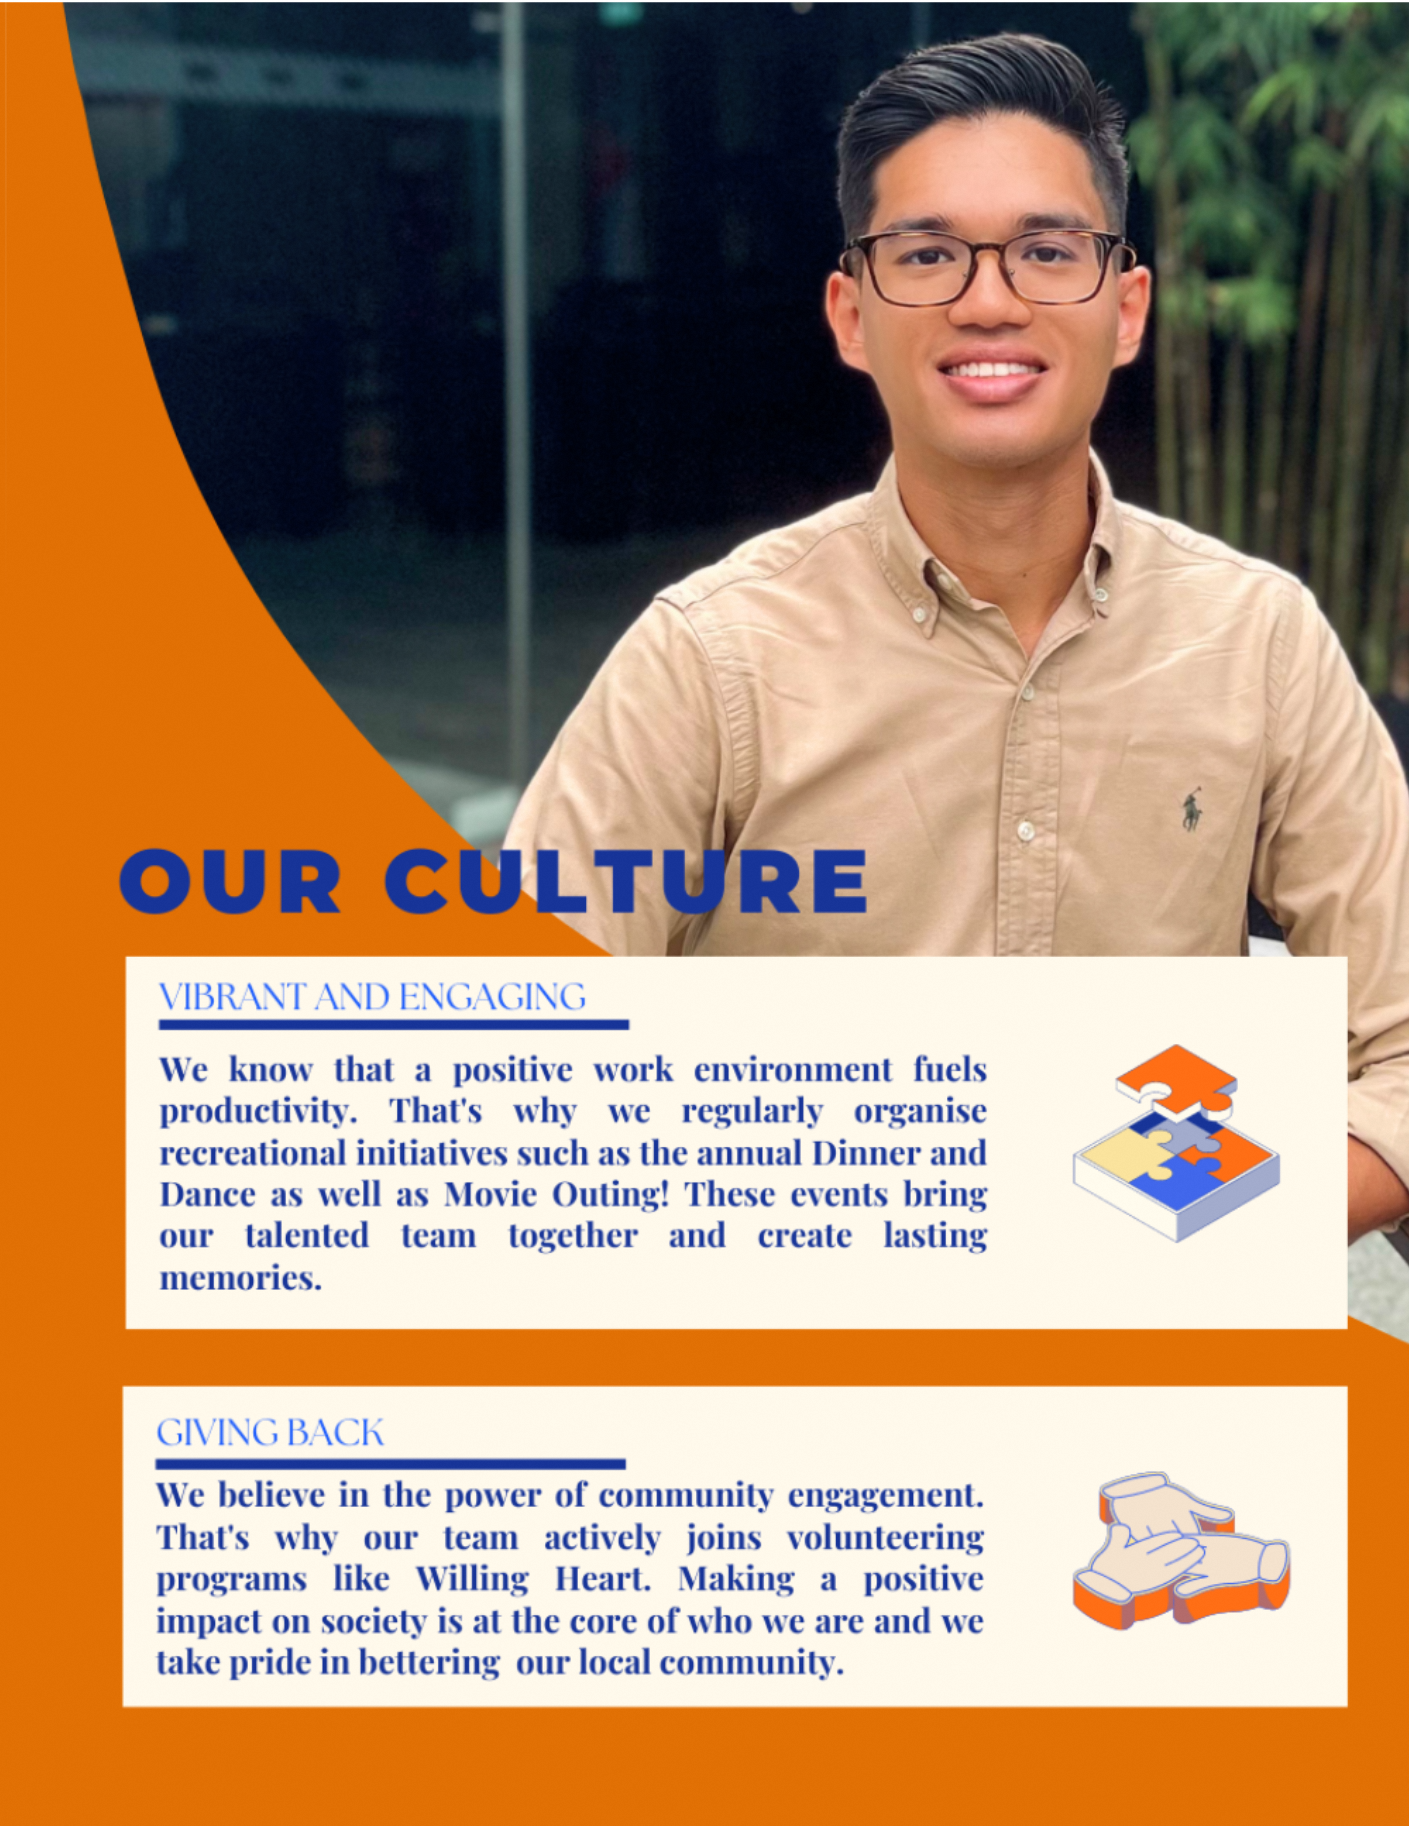 OUR CULTURE
VIBRANT AND ENGAGING
We know that a positive work environment fuels
productivity. That's why we regularly organise
recreational initiatives such as the annual Dinner and
Dance as well as Movie Outing! These events bring
our talented team together and create lasting
memories.
GIVING BACK
We believe in the power of community engagement.
That's why our team actively joins volunteering
programs like Willing Heart. Making a positive
impact on society is at the core of who we are and we
take pride in bettering our local community.